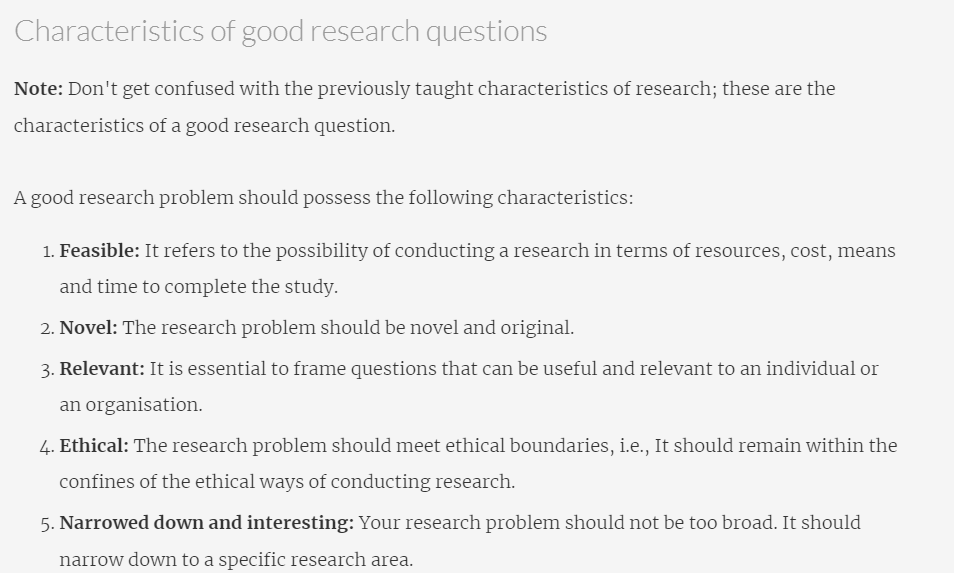 Characteristics of good research questions
Note: Don't get confused with the previously taught characteristics of research; these are the
characteristics of a good research question.
A good research problem should possess the following characteristics:
1. Feasible: It refers to the possibility of conducting a research in terms of resources, cost, means
and time to complete the study.
2. Novel: The research problem should be novel and original.
3. Relevant: It is essential to frame questions that can be useful and relevant to an individual or
an organisation.
4. Ethical: The research problem should meet ethical boundaries, i.e., It should remain within the
confines of the ethical ways of conducting research.
5. Narrowed down and interesting: Your research problem should not be too broad. It should
narrow down to a specific research area.